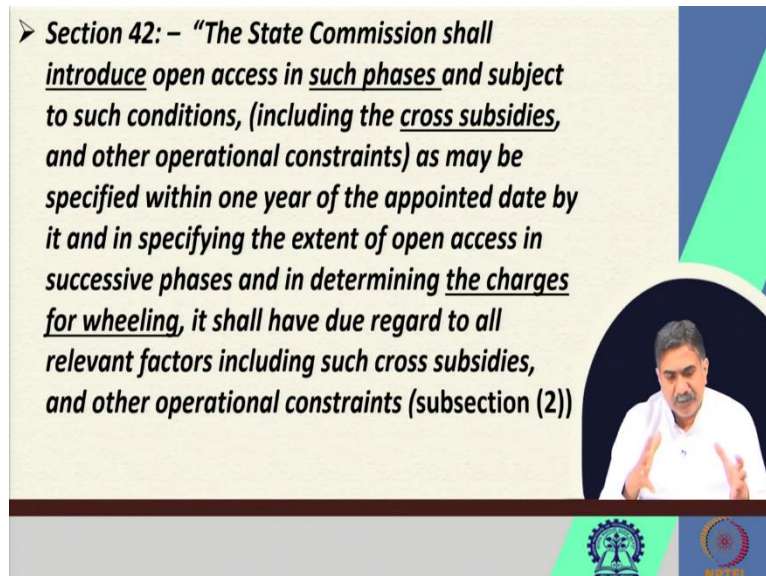 ➢ Section 42: – “The State Commission shall
introduce open access in such phases and subject
to such conditions, (including the cross subsidies,
and other operational constraints) as may be
specified within one year of the appointed date by
it and in specifying the extent of open access in
successive phases and in determining the charges
for wheeling, it shall have due regard to all
relevant factors including such cross subsidies,
and other operational constraints (subsection (2))
NPTEL